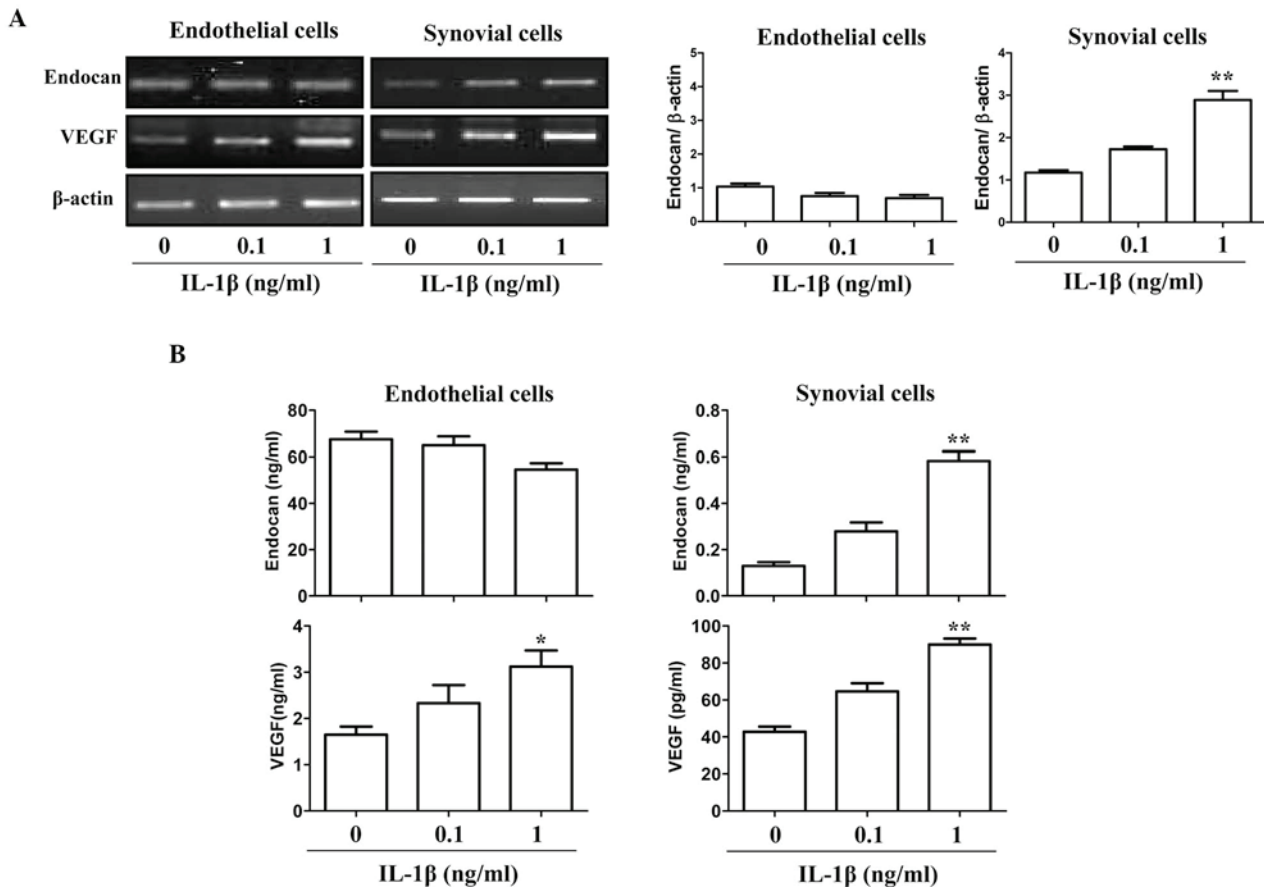 A
Endothelial cells
Synovial cells
Endocan
VEGF
β-actin
0 0.1 1
IL-1β (ng/ml)
0 0.1 1
IL-1β (ng/ml)
Endothelial cells
Endocan/ β-actin
5
4
3
2
1
0
0 0.1 1
IL-1β (ng/ml)
Synovial cells
Endocan/ β-actin
4
3
2
1
0
**
0 0.1 1
IL-1β (ng/ml)
B
Endothelial cells
Endocan (ng/ml)
80
60
40
20
0
Synovial cells
Endocan (ng/ml)
0.8
0.6
0.4
0.2
0.0
**
VEGF(ng/ml)
4
3
2
1
0
*
0 0.1 1
IL-1β (ng/ml)
VEGF (pg/ml)
100
80
60
40
20
0
**
0 0.1 1
IL-1β (ng/ml)